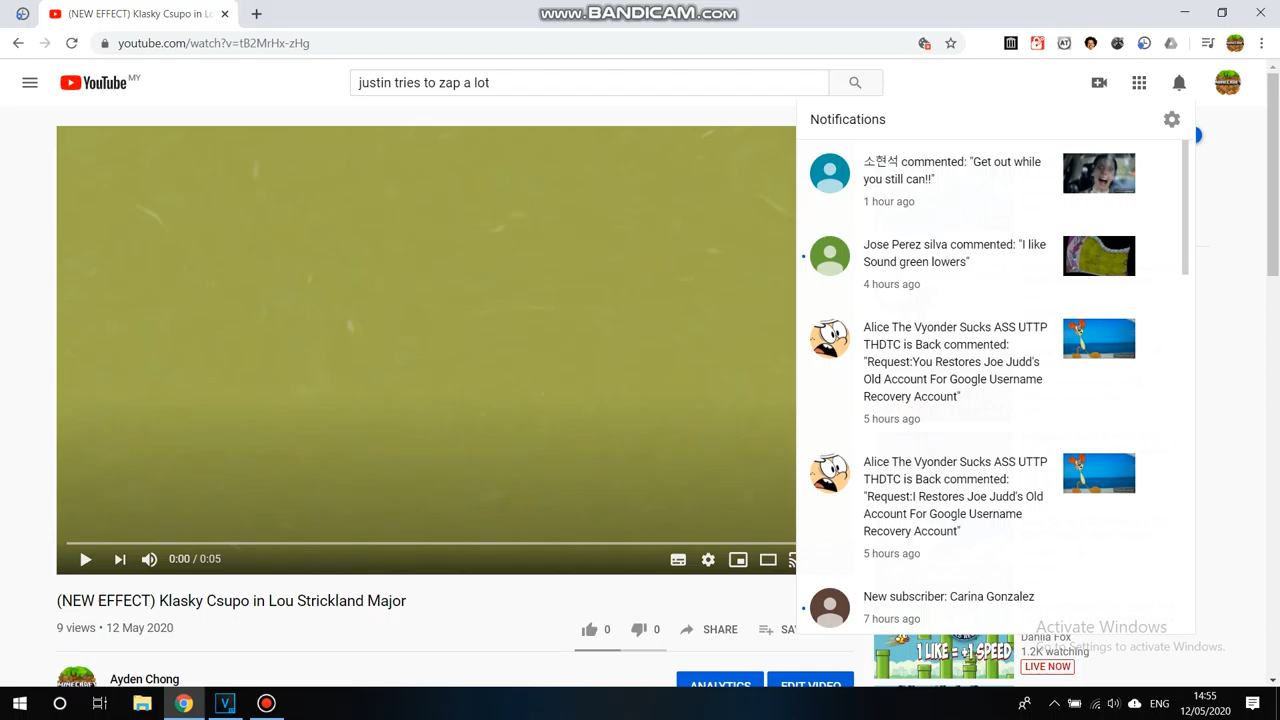 (NEW EFFECT) Klasky Csupo in Lou S
www.BANDICAM.com
youtube.com/watch?v=tB2MrHx-zHg
YouTube MY
justin tries to zap a lot
Notifications
소현석 commented: "Get out while
you still can!!"
1 hour ago
Jose Perez silva commented: "I like
Sound green lowers"
4 hours ago
Alice The Vyonder Sucks ASS UTTP
THDTC is Back commented:
"Request:You Restores Joe Judd's
Old Account For Google Username
Recovery Account"
5 hours ago
Alice The Vyonder Sucks ASS UTTP
THDTC is Back commented:
"Request:I Restores Joe Judd's Old
Account For Google Username
Recovery Account"
5 hours ago
New subscriber: Carina Gonzalez
7 hours ago
0:00 / 0:05
(NEW EFFECT) Klasky Csupo in Lou Strickland Major
9 views • 12 May 2020
0 0 SHARE SA
Ayden Chong
ANALYTICS EDIT VIDEO
1 LIKE = +1 SPEED
Dahlia Fox
1.2K watching
LIVE NOW
Activate Windows
Go to Settings to activate Windows.
ENG
14:55
12/05/2020